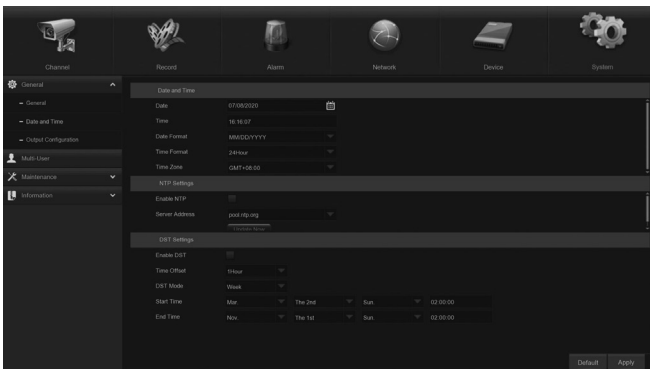 Channel Record Alarm Network Device System
General
General
Date and Time
Output Configuration
Multi-User
Maintenance
Information
Date and Time
Date 07/08/2020
Time 16:16:07
Date Format MM/DD/YYYY
Time Format 24Hour
Time Zone GMT+08:00
NTP Settings
Enable NTP
Server Address pool.ntp.org
Update Now
DST Settings
Enable DST
Time Offset 1Hour
DST Mode Week
Start Time Mar. The 2nd Sun. 02:00:00
End Time Nov. The 1st Sun. 02:00:00
Default Apply